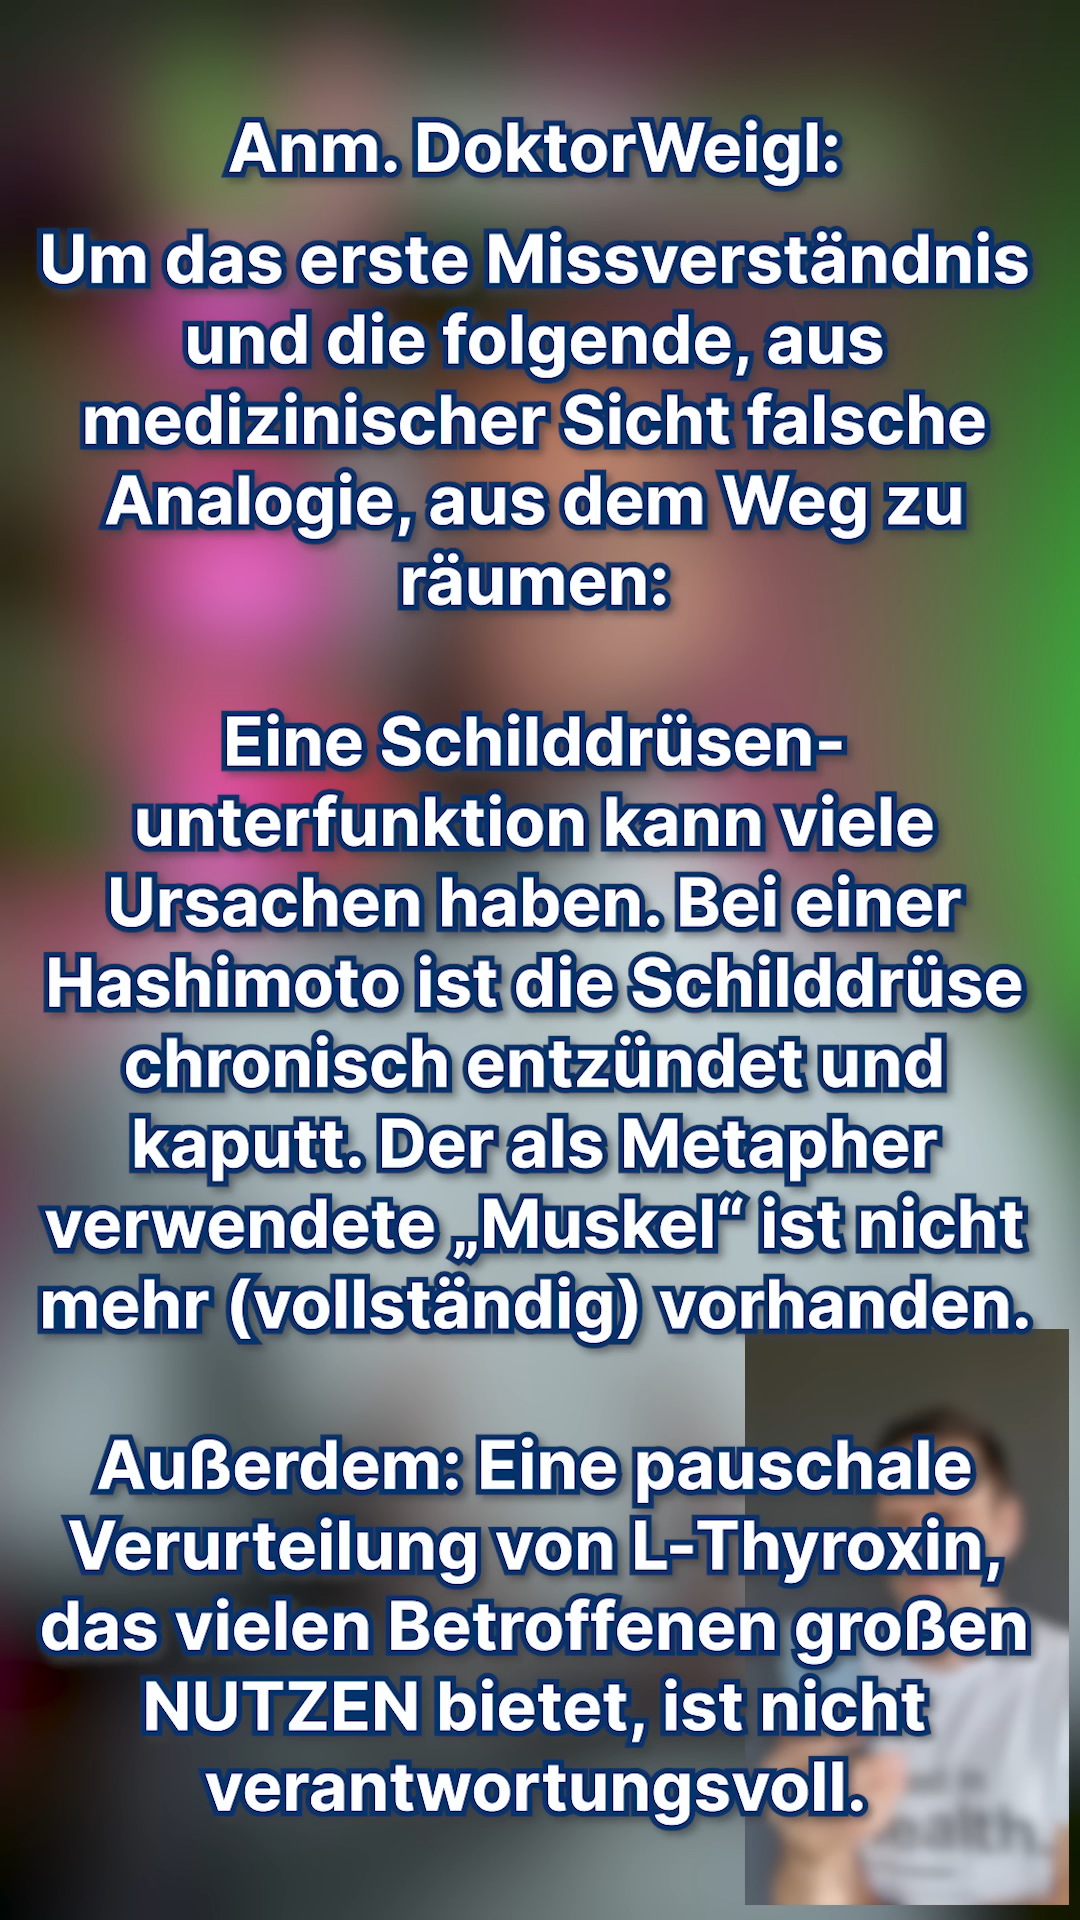 Anm. DoktorWeigl:
Um das erste Missverständnis
und die folgende, aus
medizinischer Sicht falsche
Analogie, aus dem Weg zu
räumen:
Eine Schilddrüsen-
unterfunktion kann viele
Ursachen haben. Bei einer
Hashimoto ist die Schilddrüse
chronisch entzündet und
kaputt. Der als Metapher
verwendete „Muskel“ ist nicht
mehr (vollständig) vorhanden.
Außerdem: Eine pauschale
Verurteilung von L-Thyroxin,
das vielen Betroffenen großen
NUTZEN bietet, ist nicht
verantwortungsvoll.